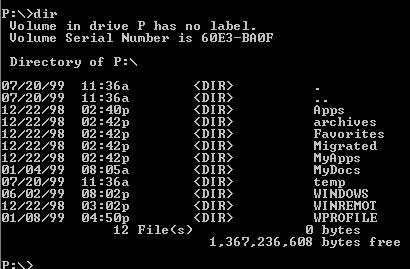 P:\>dir
Volume in drive P has no label.
Volume Serial Number is 60E3-BA0F
Directory of P:\
07/20/99 11:36a <DIR> .
07/20/99 11:36a <DIR> ..
12/22/98 02:40p <DIR> Apps
12/22/98 02:42p <DIR> archives
12/22/98 02:42p <DIR> Favorites
12/22/98 02:42p <DIR> Migrated
12/22/98 02:42p <DIR> MyApps
01/04/99 08:05a <DIR> MyDocs
07/20/99 11:36a <DIR> temp
06/02/99 08:02p <DIR> WINDOWS
12/22/98 03:02p <DIR> WINREMOT
01/08/99 04:50p <DIR> WPROFILE
12 File(s) 0 bytes
1,367,236,608 bytes free
P:\>